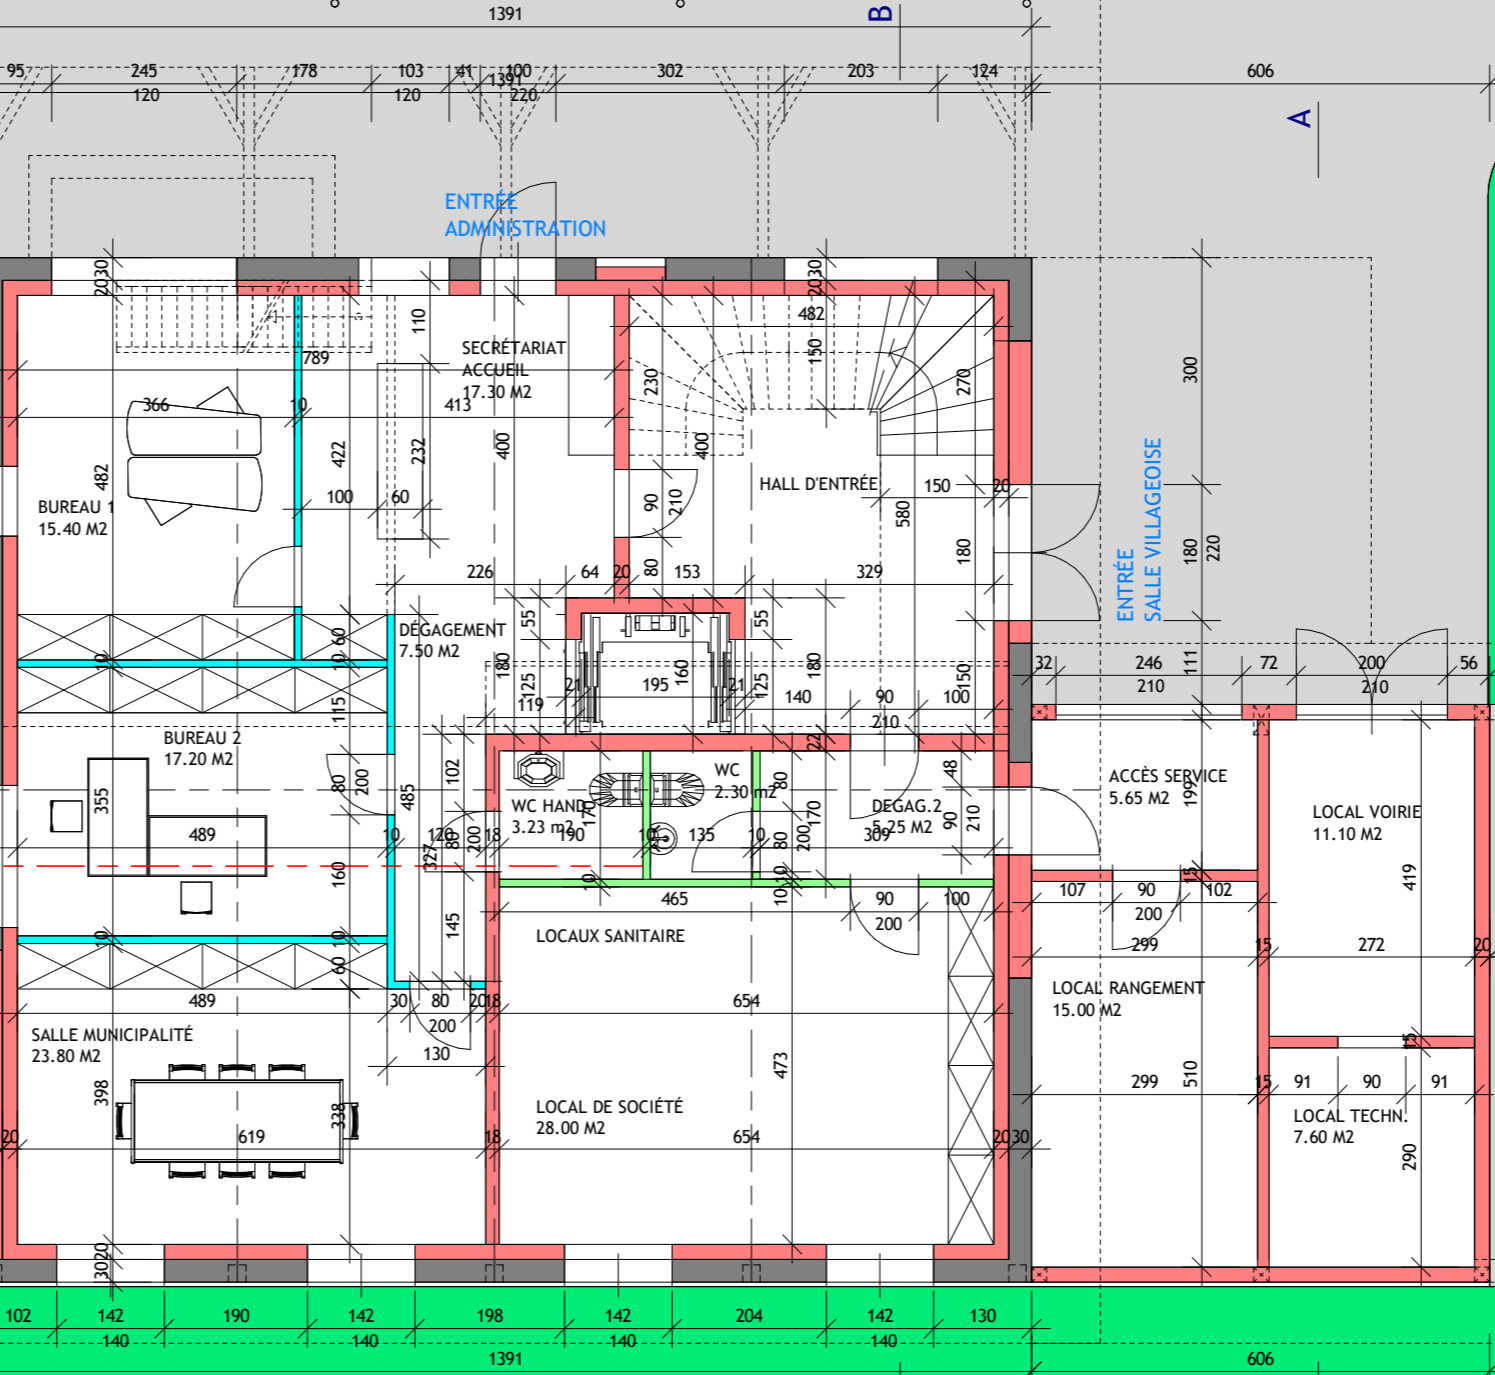 1391
B
95 245 178 103 41 100 302 203 124 606
1391
120 120 220
A
ENTRÉE
ADMINISTRATION
2030 2030
110 482
150
SECRÉTARIAT
ACCUEIL
17.30 M2
789
230 270 300
366 10 413
422 232 400 400
482
HALL D'ENTRÉE
150 20
100 60 90 210 580
BUREAU 1
15.40 M2
180 180 220
ENTRÉE
SALLE VILLAGEOISE
226 64 20 80 153 329
55 55
DÉGAGEMENT
7.50 M2
60 10 10
180 125 21 195 160 21 125 180 150 111
32 246 72 200 56
210 210
119 140 90 100
210
115
BUREAU 2
17.20 M2
22
WC
2.30 m2
102 80 48
ACCÈS SERVICE
5.65 M2
195
355 80 200 485
WC HAND
3.23 m2
170 170
DEGAG.2
5.25 M2
90 210
LOCAL VOIRIE
11.10 M2
489 10 120 80 200 18 190 10 135 10 80 200 309
327
160 10 10 10 15 419
465 90 100 107 90 102
200 200
145
LOCAUX SANITAIRE
10 10 60
299 15 272 20
489 30 80 2018 654
200
LOCAL RANGEMENT
15.00 M2
SALLE MUNICIPALITÉ
23.80 M2
130
473 15
398 338 510
299 15 91 90 91
LOCAL DE SOCIÉTÉ
28.00 M2
LOCAL TECHN.
7.60 M2
20 619 18 654 2030
290
3020
102 142 190 142 198 142 204 142 130
140 140 140 140
1391 606